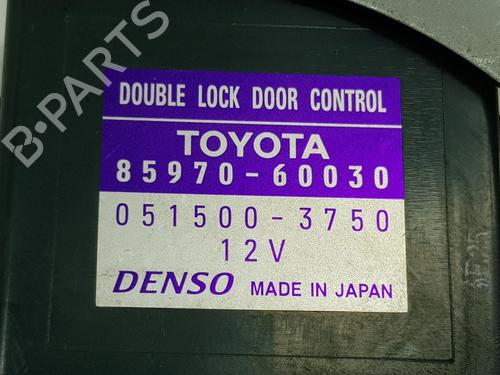 B-PARTS
DOUBLE LOCK DOOR CONTROL
TOYOTA
85970-60030
051500-3750
12V
DENSO MADE IN JAPAN